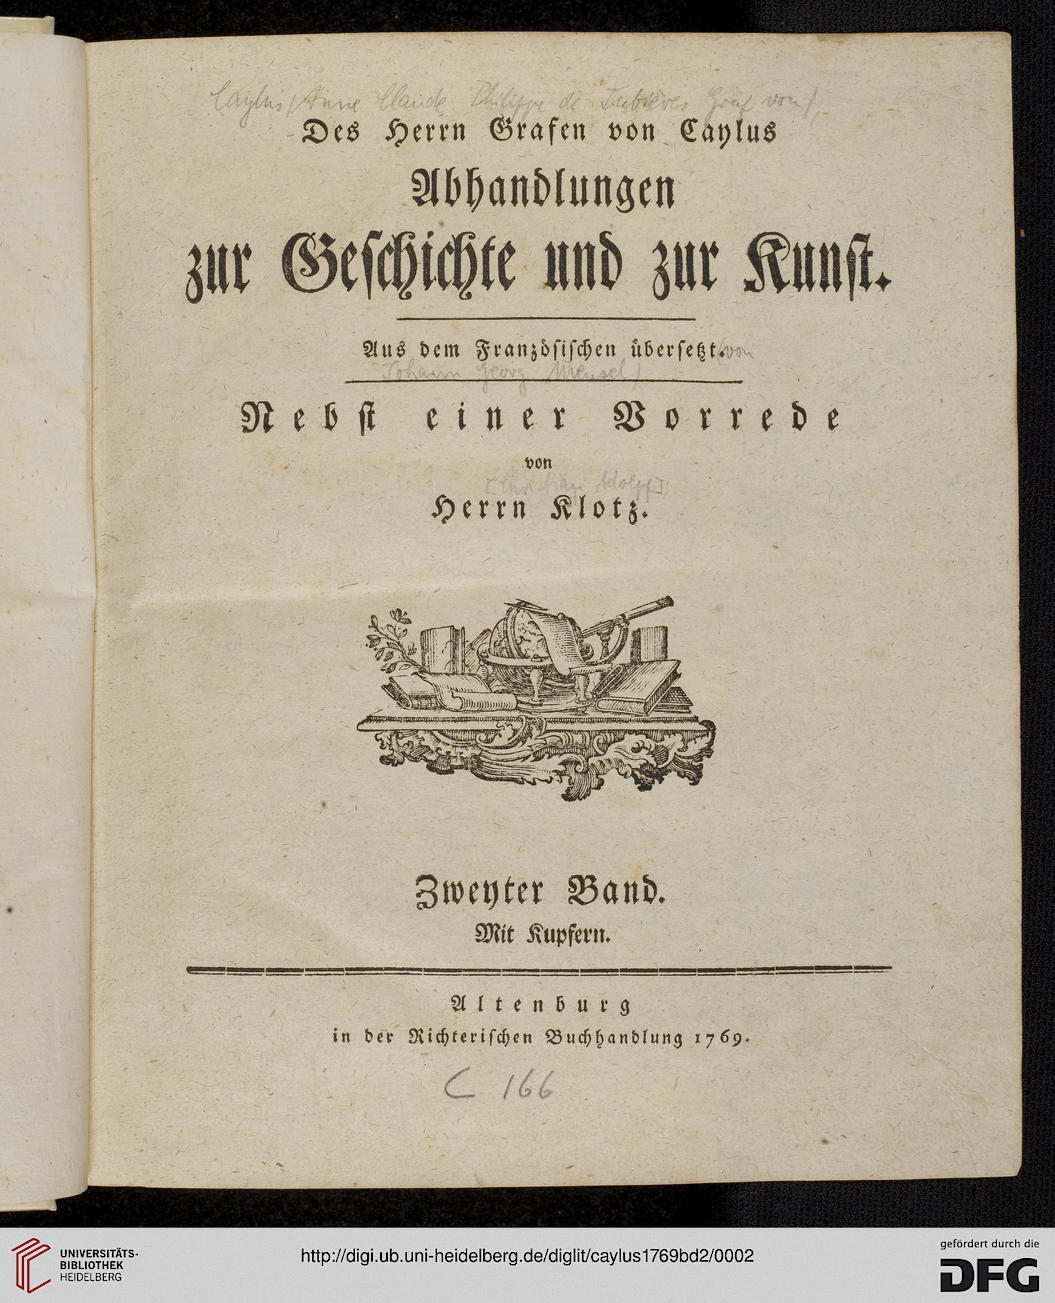 Caylus, Anne Claude Philippe de Tubières Graf von),
Des Herrn Grafen von Caylus
Abhandlungen
zur Geſchichte und zur Kunſt.
Aus dem Franzöſiſchen überſetzt. (von
Johann Georg Meusel)
Nebſt einer Vorrede
von
[Christian Adolff]
Herrn Klotz.
Zweyter Band.
Mit Kupfern.
Altenburg
in der Richteriſchen Buchhandlung 1769.
C 166
UNIVERSITÄTS-
BIBLIOTHEK
HEIDELBERG
http://digi.ub.uni-heidelberg.de/diglit/caylus1769bd2/0002
gefördert durch die
DFG